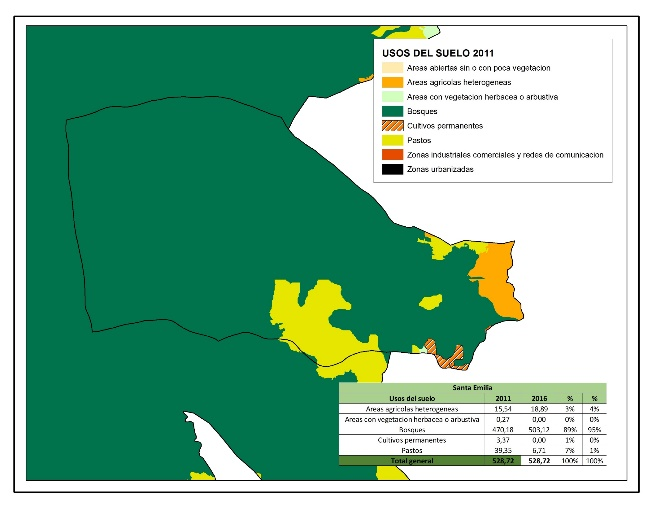 USOS DEL SUELO 2011
Areas abiertas sin o con poca vegetacion
Areas agricolas heterogeneas
Areas con vegetacion herbacea o arbustiva
Bosques
Cultivos permanentes
Pastos
Zonas industriales comerciales y redes de comunicacion
Zonas urbanizadas
Santa Emilia
Usos del suelo 2011 2016 % %
Areas agricolas heterogeneas 15,54 18,89 3% 4%
Areas con vegetacion herbacea o arbustiva 0,27 0,00 0% 0%
Bosques 470,18 503,12 89% 95%
Cultivos permanentes 3,37 0,00 1% 0%
Pastos 39,35 6,71 7% 1%
Total general 528,72 528,72 100% 100%